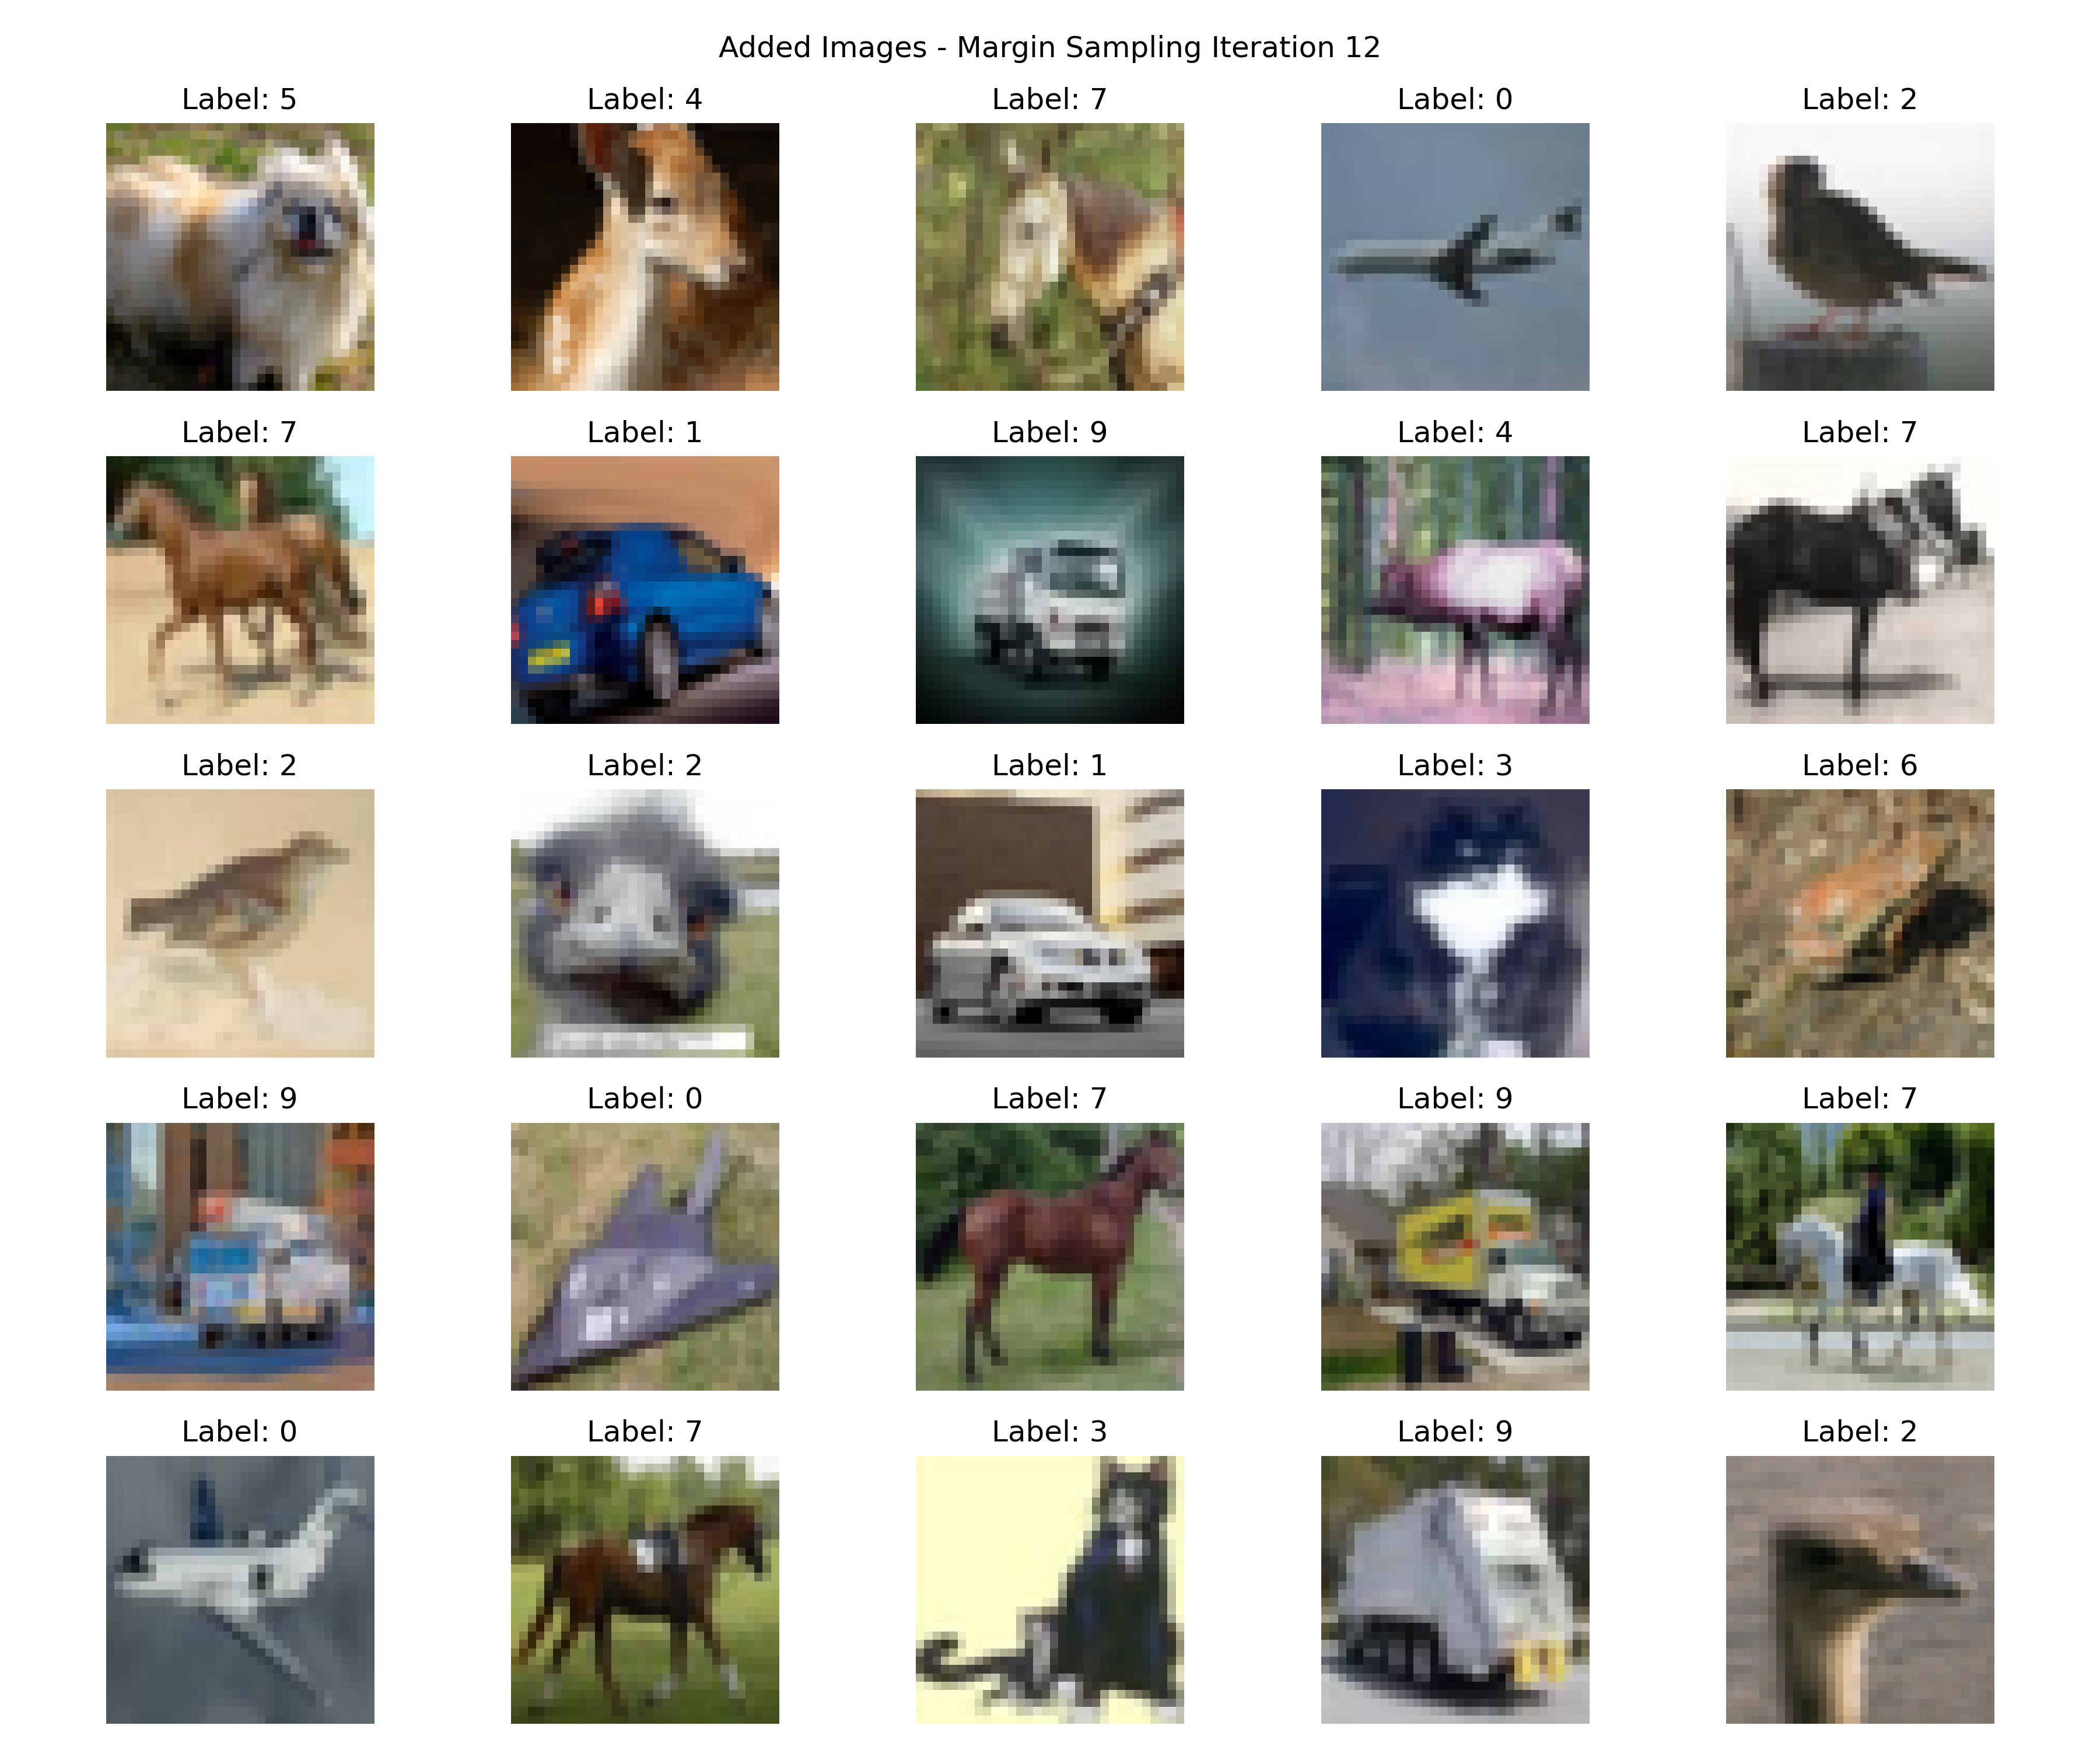 Added Images - Margin Sampling Iteration 12
Label: 5 Label: 4 Label: 7 Label: 0 Label: 2
Label: 7 Label: 1 Label: 9 Label: 4 Label: 7
Label: 2 Label: 2 Label: 1 Label: 3 Label: 6
Label: 9 Label: 0 Label: 7 Label: 9 Label: 7
Label: 0 Label: 7 Label: 3 Label: 9 Label: 2